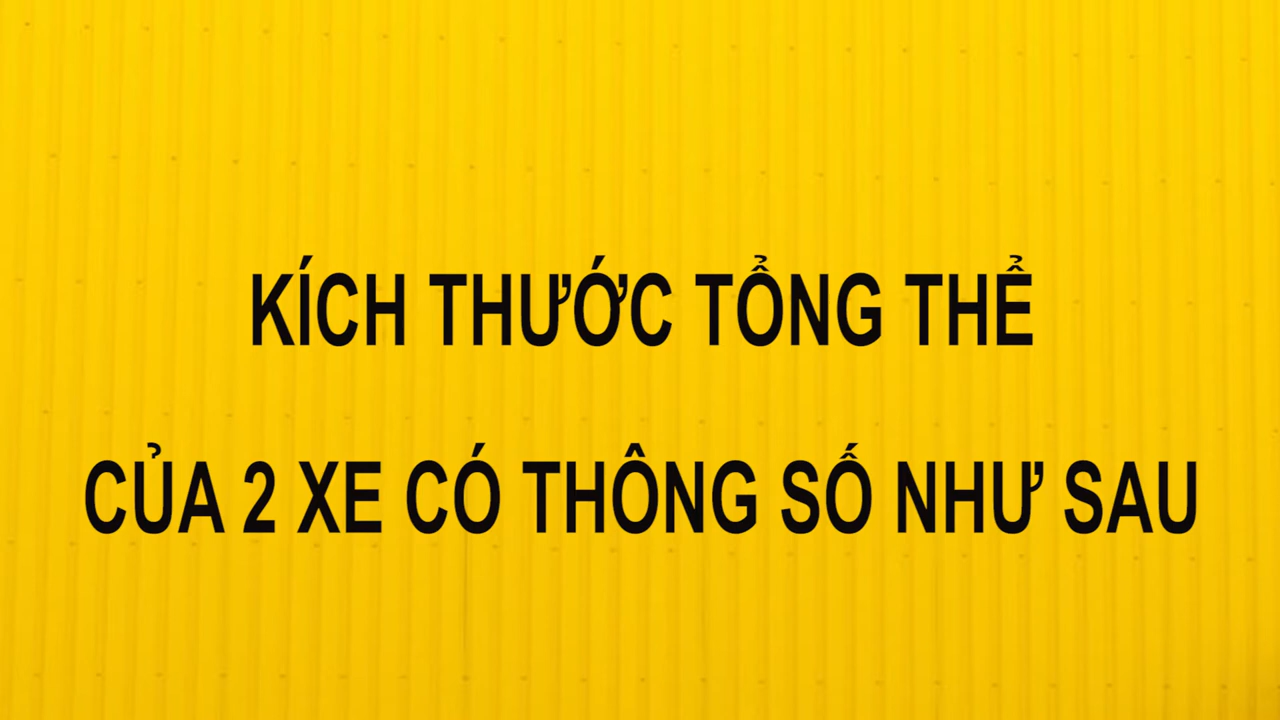 KÍCH THƯỚC TỔNG THỂ
CỦA 2 XE CÓ THÔNG SỐ NHƯ SAU